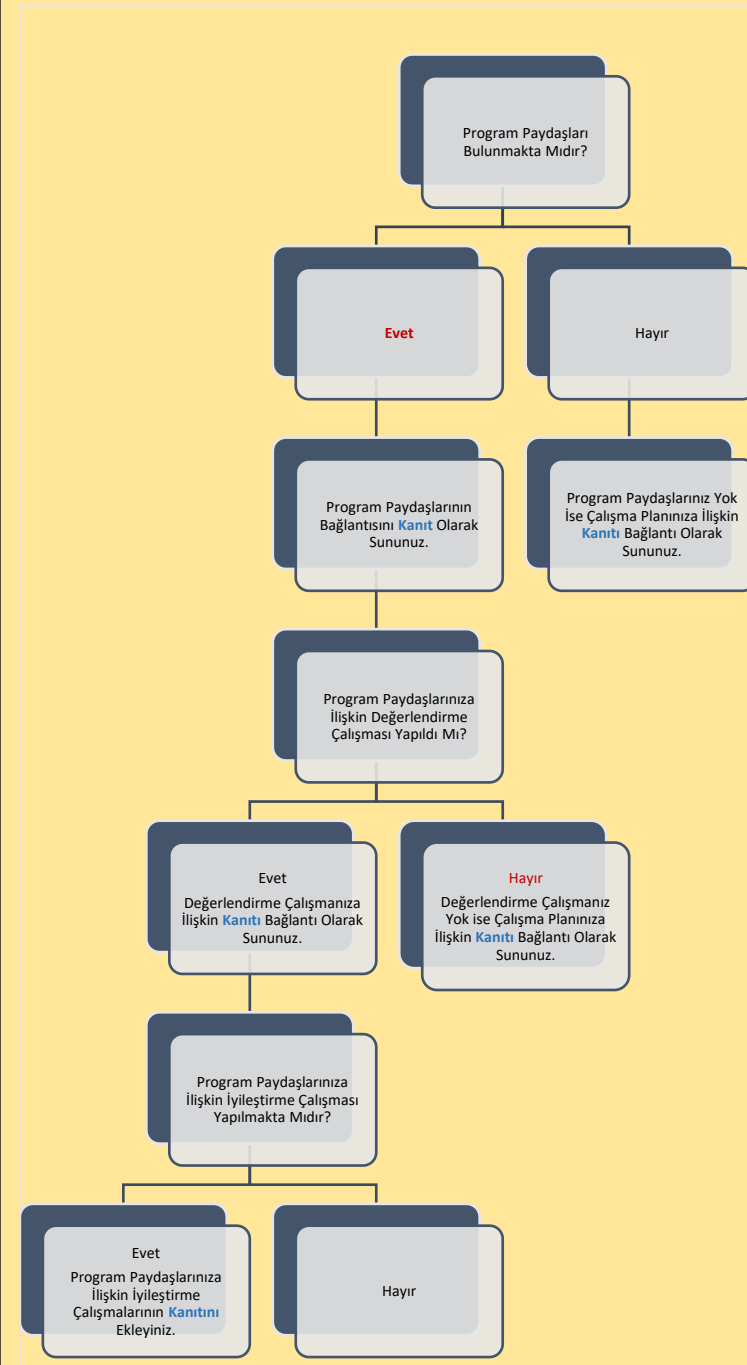 Program Paydaşları
Bulunmakta Mıdır?
Evet
Hayır
Program Paydaşlarının
Bağlantısını Kanıt Olarak
Sununuz.
Program Paydaşlarınız Yok
İse Çalışma Planınıza İlişkin
Kanıtı Bağlantı Olarak
Sununuz.
Program Paydaşlarınıza
İlişkin Değerlendirme
Çalışması Yapıldı Mı?
Evet
Değerlendirme Çalışmanıza
İlişkin Kanıtı Bağlantı Olarak
Sununuz.
Hayır
Değerlendirme Çalışmanız
Yok ise Çalışma Planınıza
İlişkin Kanıtı Bağlantı Olarak
Sununuz.
Program Paydaşlarınıza
İlişkin İyileştirme Çalışması
Yapılmakta Mıdır?
Evet
Program Paydaşlarınıza
İlişkin İyileştirme
Çalışmalarının Kanıtını
Ekleyiniz.
Hayır